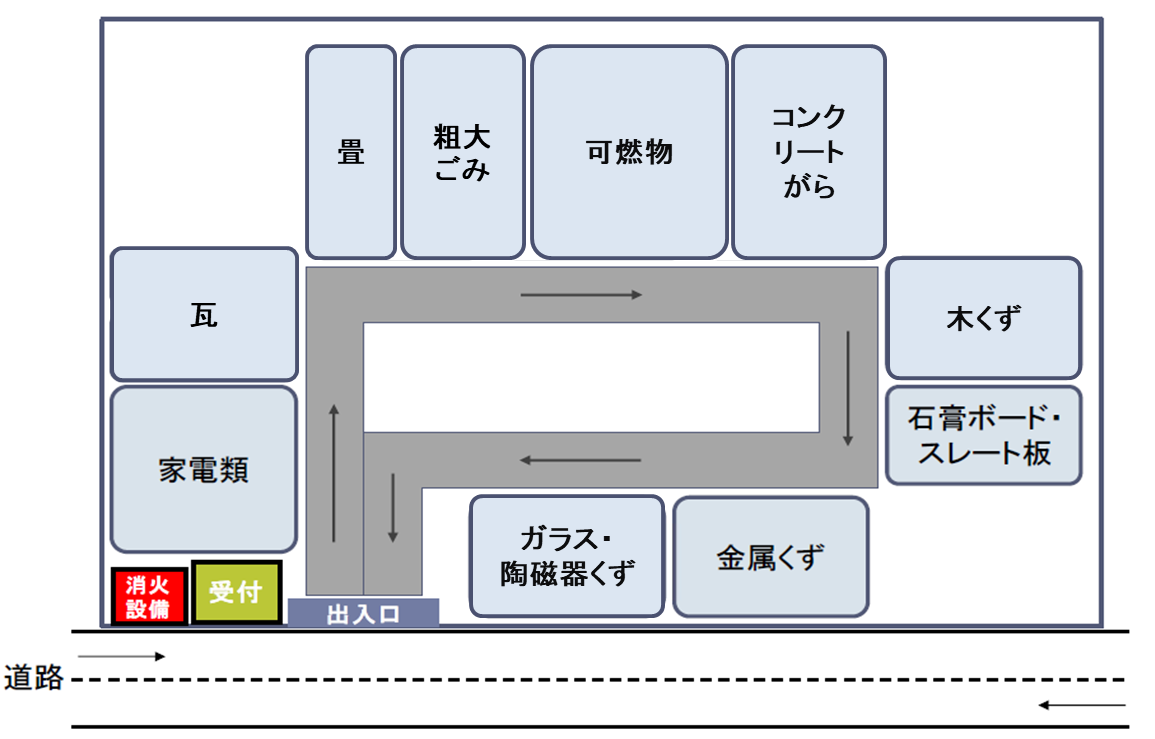 畳
粗大
ごみ
可燃物
コンク
リート
がら
瓦
木くず
家電類
石膏ボード・
スレート板
ガラス・
陶磁器くず
金属くず
消火
設備
受付
出入口
道路